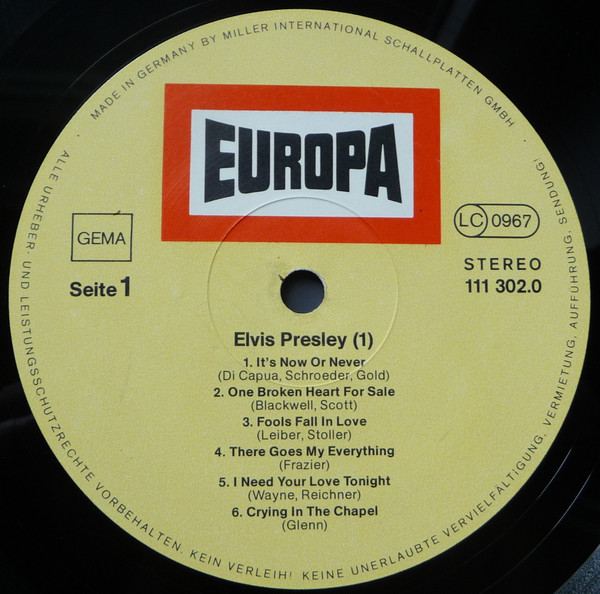 MADE IN GERMANY BY MILLER INTERNATIONAL SCHALLPLATTEN GMBH
EUROPA
GEMA
LC 0967
Seite 1
STEREO
111 302.0
Elvis Presley (1)
1. It's Now Or Never
(Di Capua, Schroeder, Gold)
2. One Broken Heart For Sale
(Blackwell, Scott)
3. Fools Fall In Love
(Leiber, Stoller)
4. There Goes My Everything
(Frazier)
5. I Need Your Love Tonight
(Wayne, Reichner)
6. Crying In The Chapel
(Glenn)
ALLE URHEBER- UND LEISTUNGSSCHUTZRECHTE VORBEHALTEN. KEIN VERLEIH! KEINE UNERLAUBTE VERVIELFÄLTIGUNG, VERMIETUNG, AUFFÜHRUNG, SENDUNG!